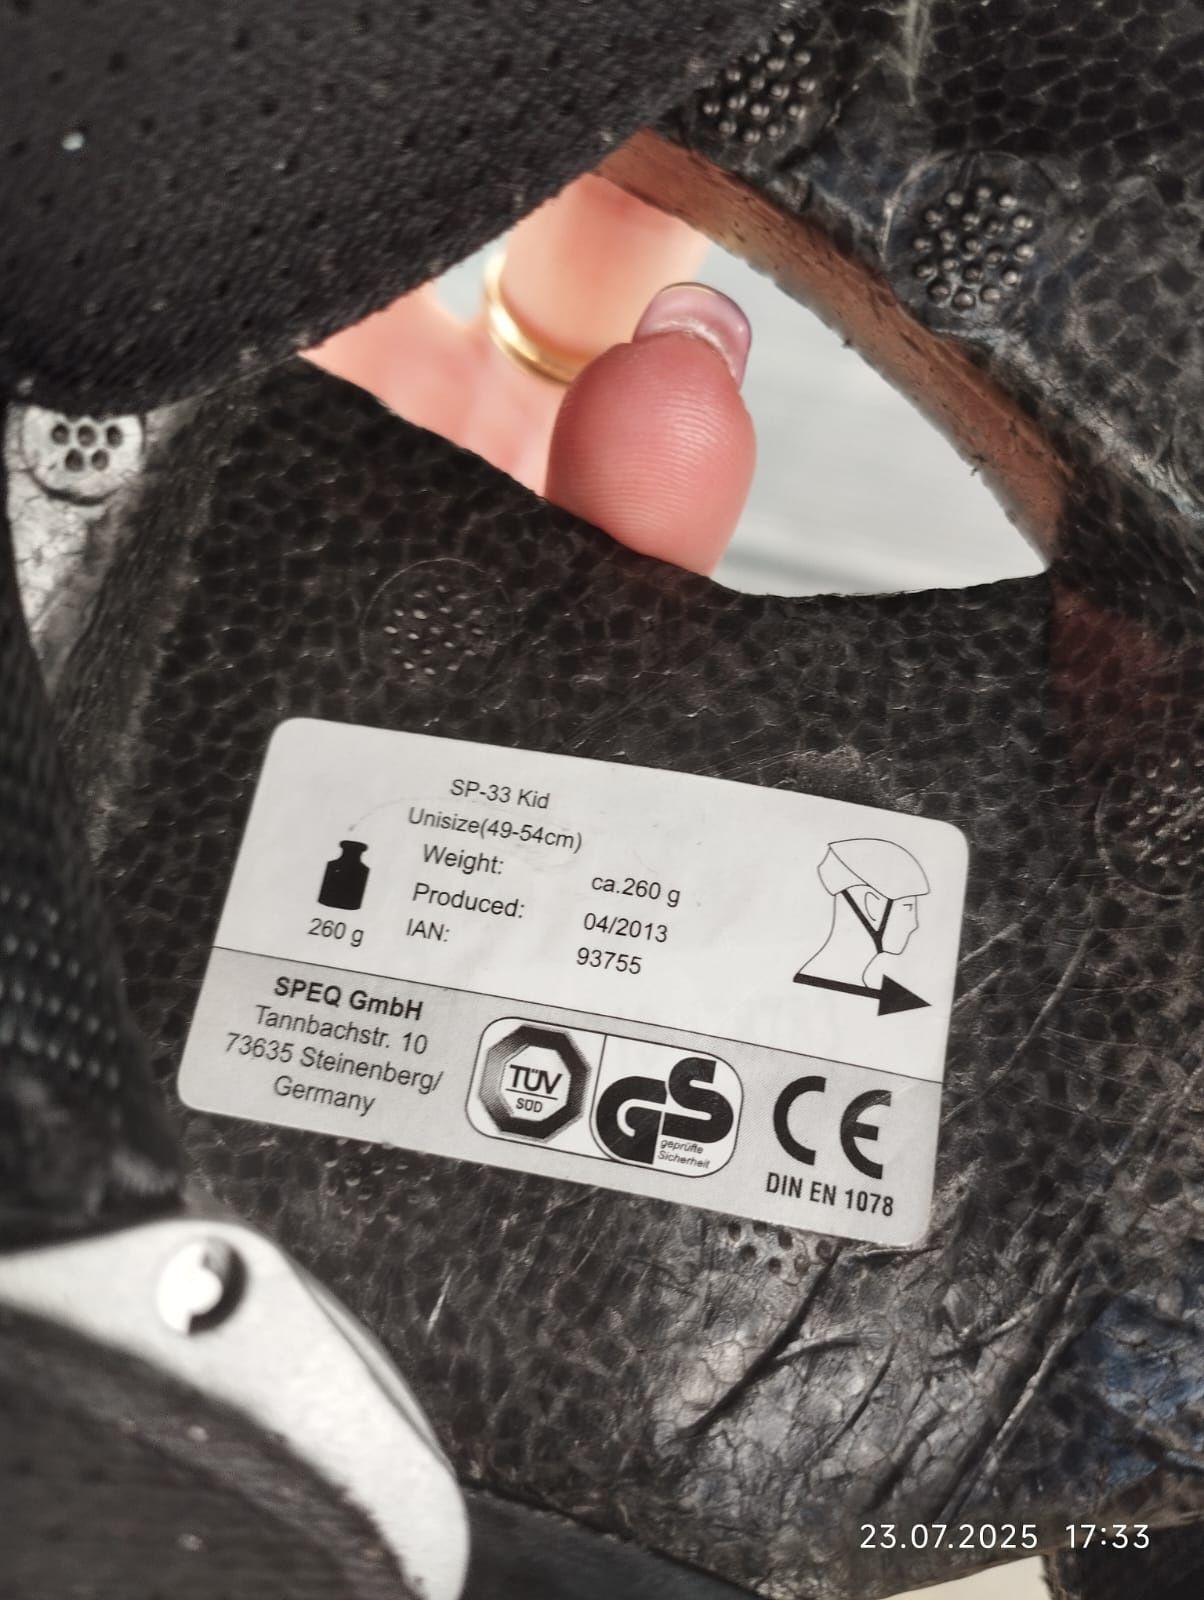 SP-33 Kid
Unisize(49-54cm)
Weight: ca.260 g
Produced: 04/2013
IAN: 93755
260 g
SPEQ GmbH
Tannbachstr. 10
73635 Steinenberg/
Germany
TÜV
SÜD
GS
geprüfte
Sicherheit
CE
DIN EN 1078
23.07.2025 17:33